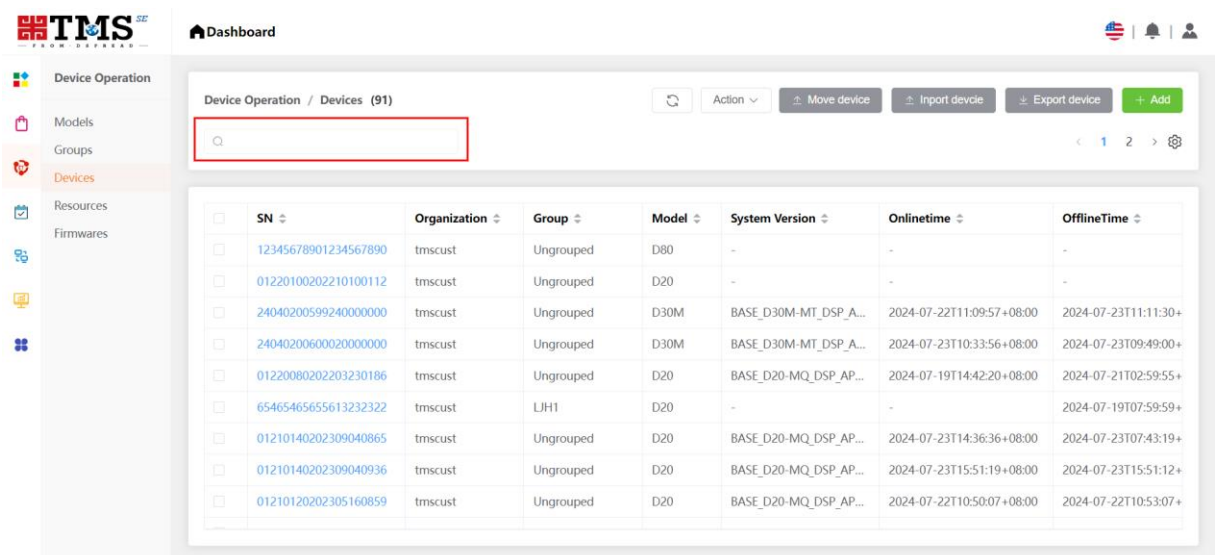 TMS SE
FROM·DSPREAD
Dashboard
Device Operation
Models
Groups
Devices
Resources
Firmwares
Device Operation / Devices (91)
Action
Move device
Inport devcie
Export device
+ Add
1 2
SN Organization Group Model System Version Onlinetime OfflineTime
12345678901234567890 tmscust Ungrouped D80 - - -
01220100202210100112 tmscust Ungrouped D20 - - -
24040200599240000000 tmscust Ungrouped D30M BASE_D30M-MT_DSP_A... 2024-07-22T11:09:57+08:00 2024-07-23T11:11:30+
24040200600020000000 tmscust Ungrouped D30M BASE_D30M-MT_DSP_A... 2024-07-23T10:33:56+08:00 2024-07-23T09:49:00+
01220080202203230186 tmscust Ungrouped D20 BASE_D20-MQ_DSP_AP... 2024-07-19T14:42:20+08:00 2024-07-21T02:59:55+
65465465655613232322 tmscust LJH1 D20 - - 2024-07-19T07:59:59+
01210140202309040865 tmscust Ungrouped D20 BASE_D20-MQ_DSP_AP... 2024-07-23T14:36:36+08:00 2024-07-23T07:43:19+
01210140202309040936 tmscust Ungrouped D20 BASE_D20-MQ_DSP_AP... 2024-07-23T15:51:19+08:00 2024-07-23T15:51:12+
01210120202305160859 tmscust Ungrouped D20 BASE_D20-MQ_DSP_AP... 2024-07-22T10:50:07+08:00 2024-07-22T10:53:07+